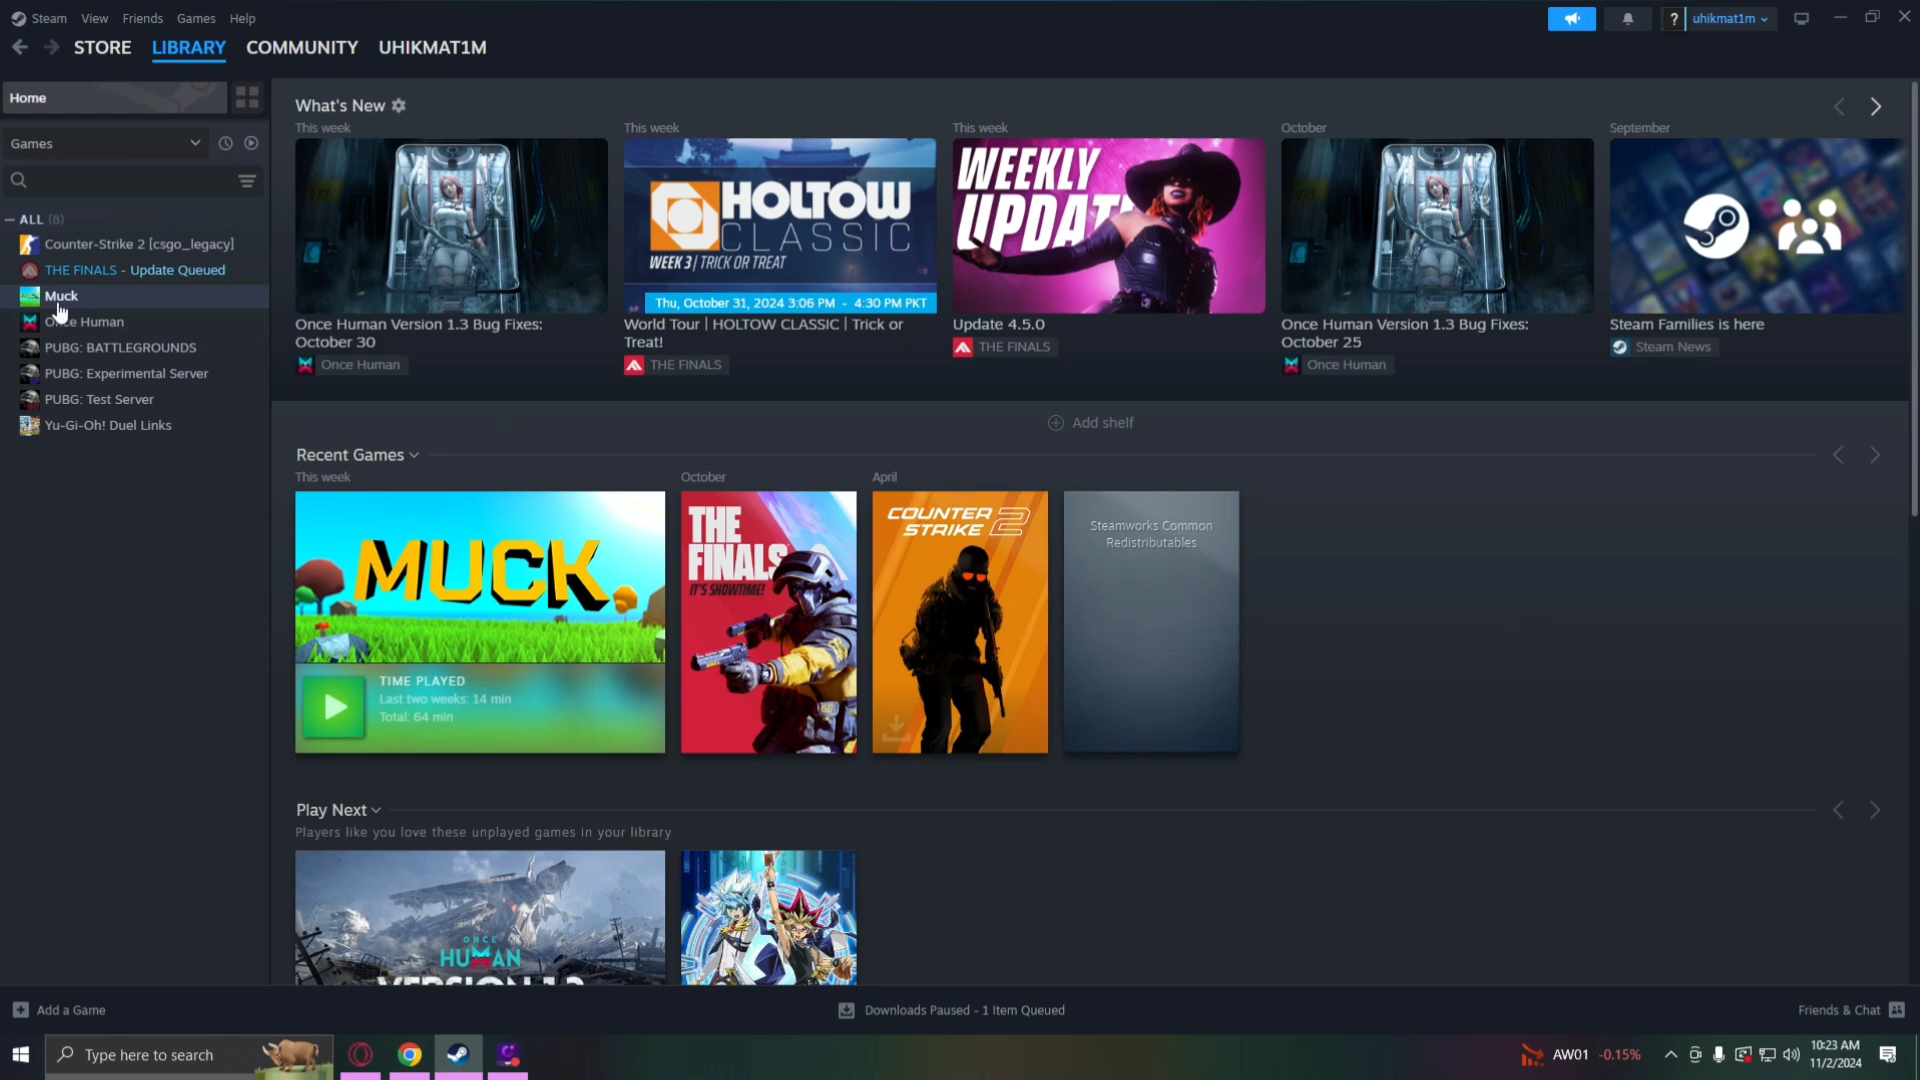 Steam View Friends Games Help
? uhikmat1m
STORE LIBRARY COMMUNITY UHIKMAT1M
Home
Games
ALL (8)
Counter-Strike 2 [csgo_legacy]
THE FINALS - Update Queued
Muck
Once Human
PUBG: BATTLEGROUNDS
PUBG: Experimental Server
PUBG: Test Server
Yu-Gi-Oh! Duel Links
What's New
This week
Once Human Version 1.3 Bug Fixes:
October 30
Once Human
This week
HOLTOW
CLASSIC
WEEK 3 | TRICK OR TREAT
Thu, October 31, 2024 3:06 PM - 4:30 PM PKT
World Tour | HOLTOW CLASSIC | Trick or
Treat!
THE FINALS
This week
WEEKLY
UPDAT
Update 4.5.0
THE FINALS
October
Once Human Version 1.3 Bug Fixes:
October 25
Once Human
September
Steam Families is here
Steam News
Add shelf
Recent Games
This week
MUCK
TIME PLAYED
Last two weeks: 14 min
Total: 64 min
October
THE
FINALS
IT'S SHOWTIME!
April
COUNTER
STRIKE 2
Steamworks Common
Redistributables
Play Next
Players like you love these unplayed games in your library
ONCE
HUMAN
VERSION 1.3
Add a Game
Downloads Paused - 1 Item Queued
Friends & Chat
Type here to search
AW01 -0.15%
10:23 AM
11/2/2024